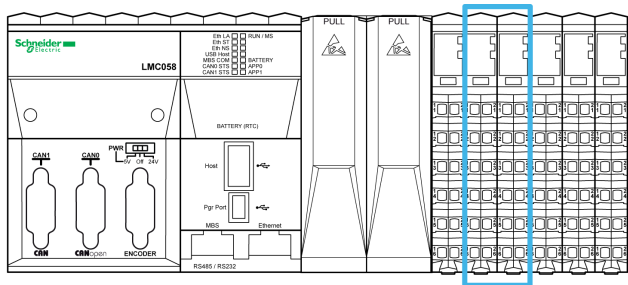 Schneider
Electric
LMC058
Eth LA RUN / MS
Eth ST
Eth NS
USB Host
MBS COM BATTERY
CAN0 STS APP0
CAN1 STS APP1
BATTERY (RTC)
PULL PULL
CAN1 CAN0 PWR
5V Off 24V
CAN CANopen ENCODER
Host
Pgr Port
MBS Ethernet
RS485 / RS232